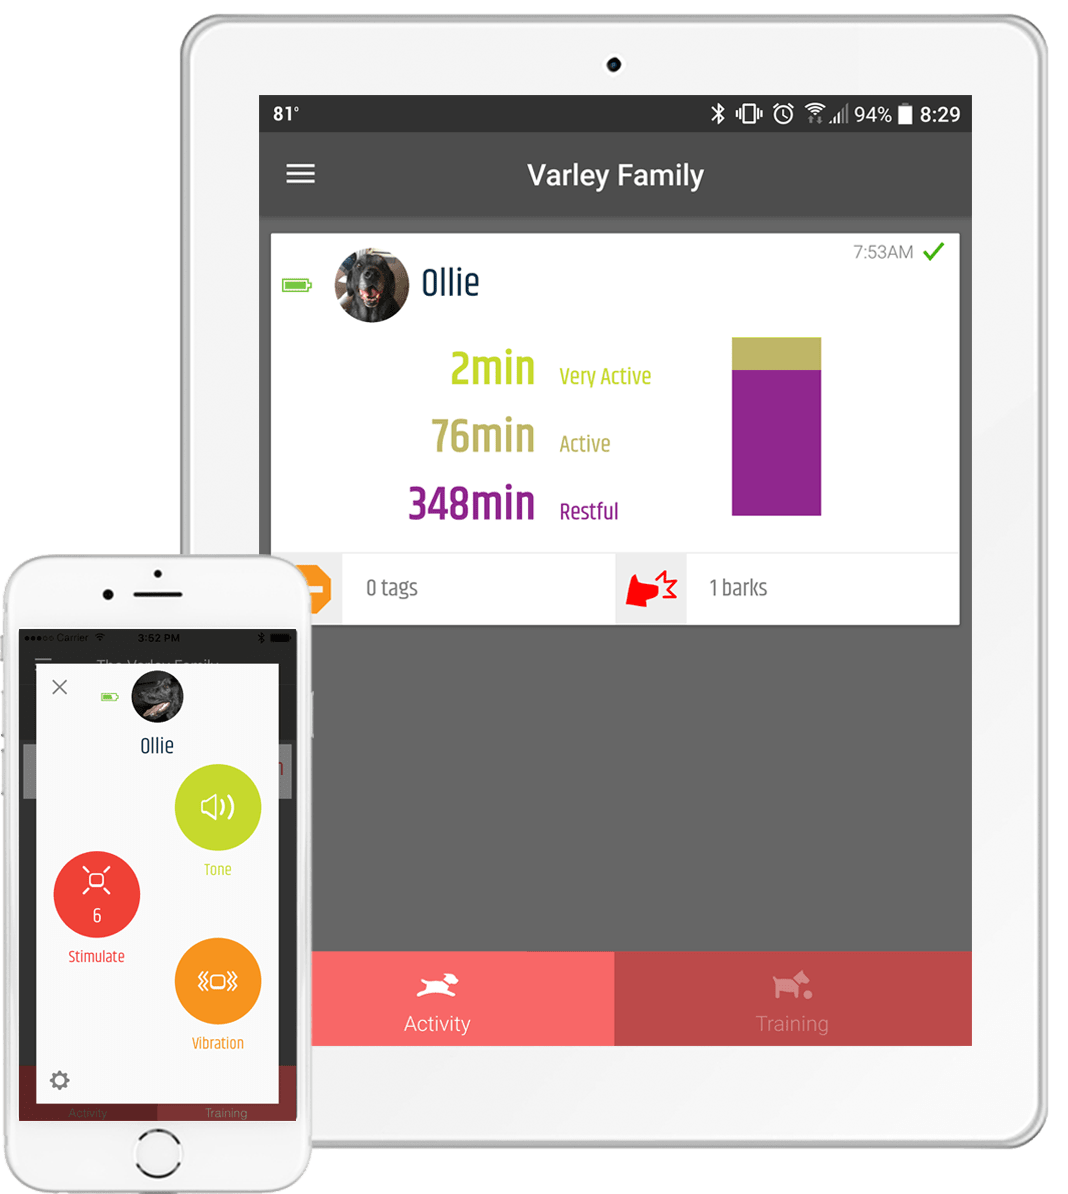 81°
94% 8:29
Varley Family
7:53AM
Ollie
2min Very Active
76min Active
348min Restful
0 tags
1 barks
Activity
Training
Carrier 3:52 PM
The Varley Family
Ollie
Tone
6
Stimulate
Vibration
Activity
Training